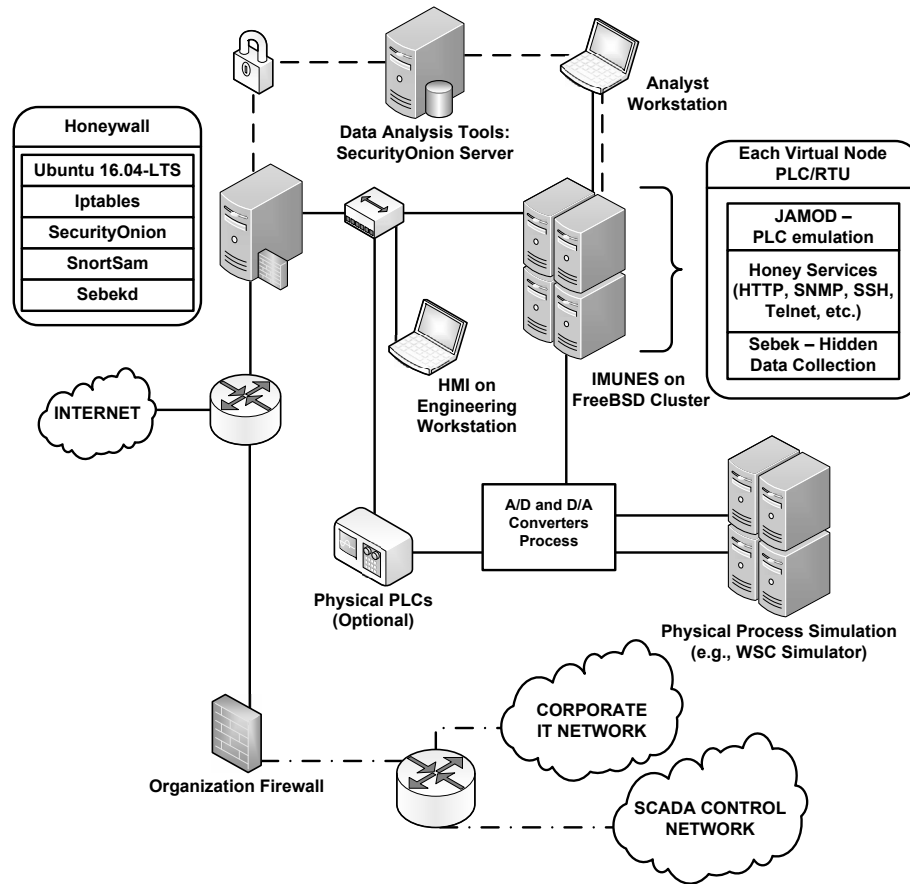 Analyst
Workstation
Data Analysis Tools:
SecurityOnion Server
Honeywall
Ubuntu 16.04-LTS
Iptables
SecurityOnion
SnortSam
Sebekd
Each Virtual Node
PLC/RTU
JAMOD –
PLC emulation
Honey Services
(HTTP, SNMP, SSH,
Telnet, etc.)
Sebek – Hidden
Data Collection
HMI on
Engineering
Workstation
IMUNES on
FreeBSD Cluster
INTERNET
A/D and D/A
Converters
Process
Physical PLCs
(Optional)
Physical Process Simulation
(e.g., WSC Simulator)
Organization Firewall
CORPORATE
IT NETWORK
SCADA CONTROL
NETWORK